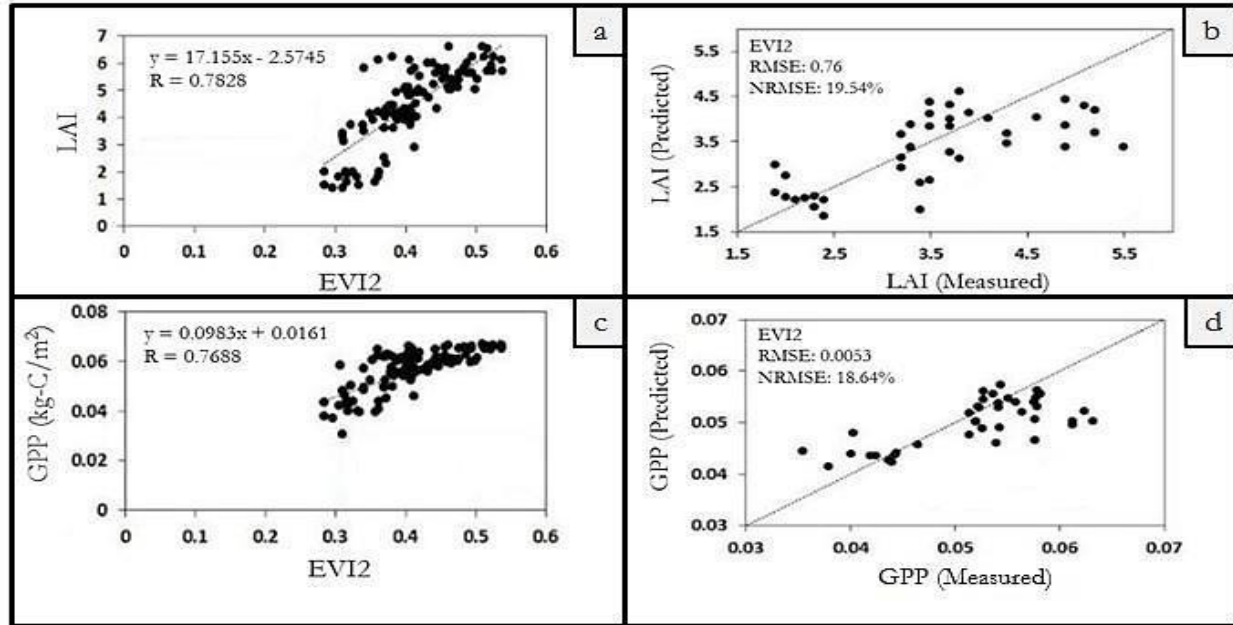 a
y = 17.155x - 2.5745
R = 0.7828
LAI
7
6
5
4
3
2
1
0
0 0.1 0.2 0.3 0.4 0.5 0.6
EVI2
b
EVI2
RMSE: 0.76
NRMSE: 19.54%
LAI (Predicted)
5.5
4.5
3.5
2.5
1.5
1.5 2.5 3.5 4.5 5.5
LAI (Measured)
c
y = 0.0983x + 0.0161
R = 0.7688
GPP (kg-C/m²)
0.08
0.06
0.04
0.02
0
0 0.1 0.2 0.3 0.4 0.5 0.6
EVI2
d
EVI2
RMSE: 0.0053
NRMSE: 18.64%
GPP (Predicted)
0.07
0.06
0.05
0.04
0.03
0.03 0.04 0.05 0.06 0.07
GPP (Measured)